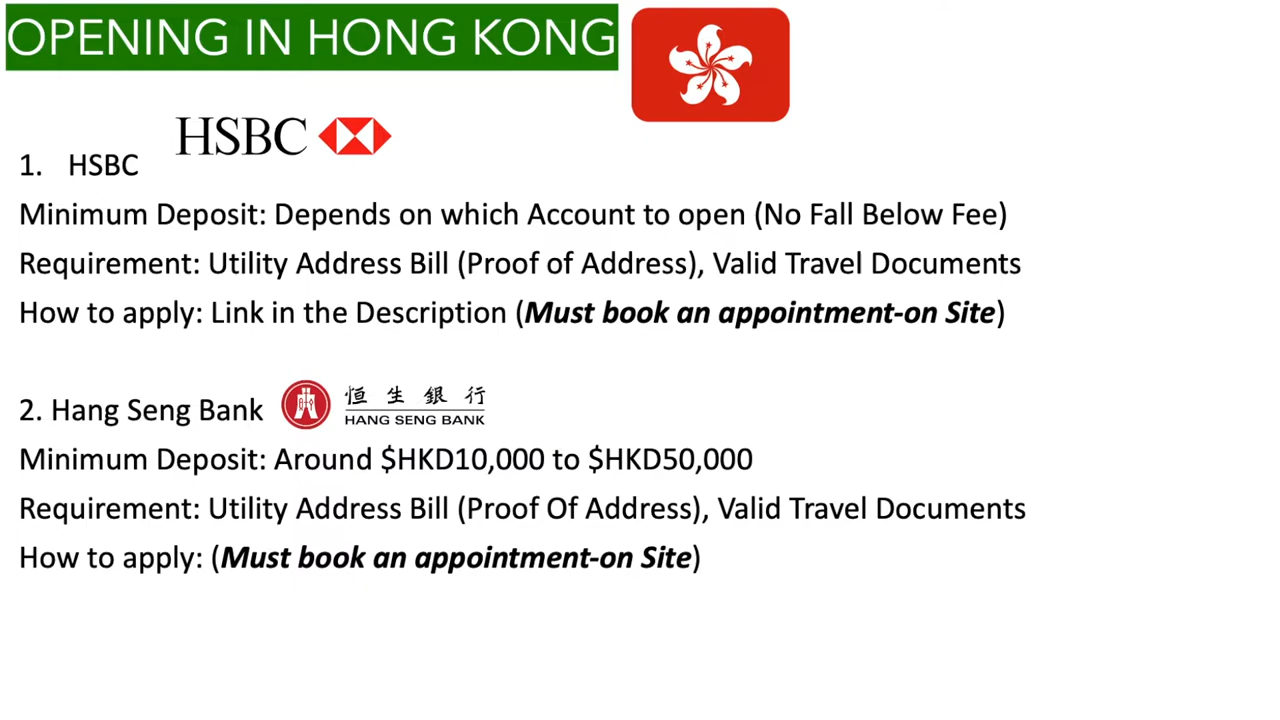 OPENING IN HONG KONG
HSBC
1. HSBC
Minimum Deposit: Depends on which Account to open (No Fall Below Fee)
Requirement: Utility Address Bill (Proof of Address), Valid Travel Documents
How to apply: Link in the Description (Must book an appointment-on Site)
2. Hang Seng Bank
恒生銀行
HANG SENG BANK
Minimum Deposit: Around $HKD10,000 to $HKD50,000
Requirement: Utility Address Bill (Proof Of Address), Valid Travel Documents
How to apply: (Must book an appointment-on Site)